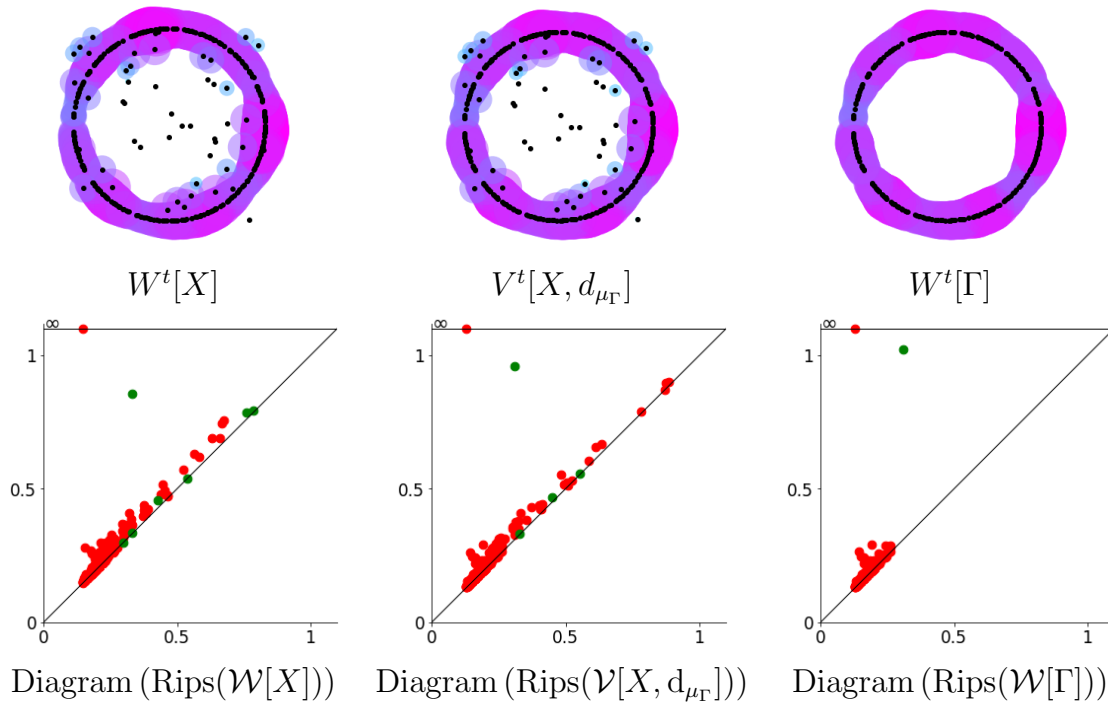 W^t[X] V^t[X, d_{μ_Γ}] W^t[Γ]
∞ ∞ ∞
1 1 1
0.5 0.5 0.5
0 0 0
0 0.5 1 0 0.5 1 0 0.5 1
Diagram (Rips(𝒲[X])) Diagram (Rips(𝒱[X, d_{μ_Γ}])) Diagram (Rips(𝒲[Γ]))